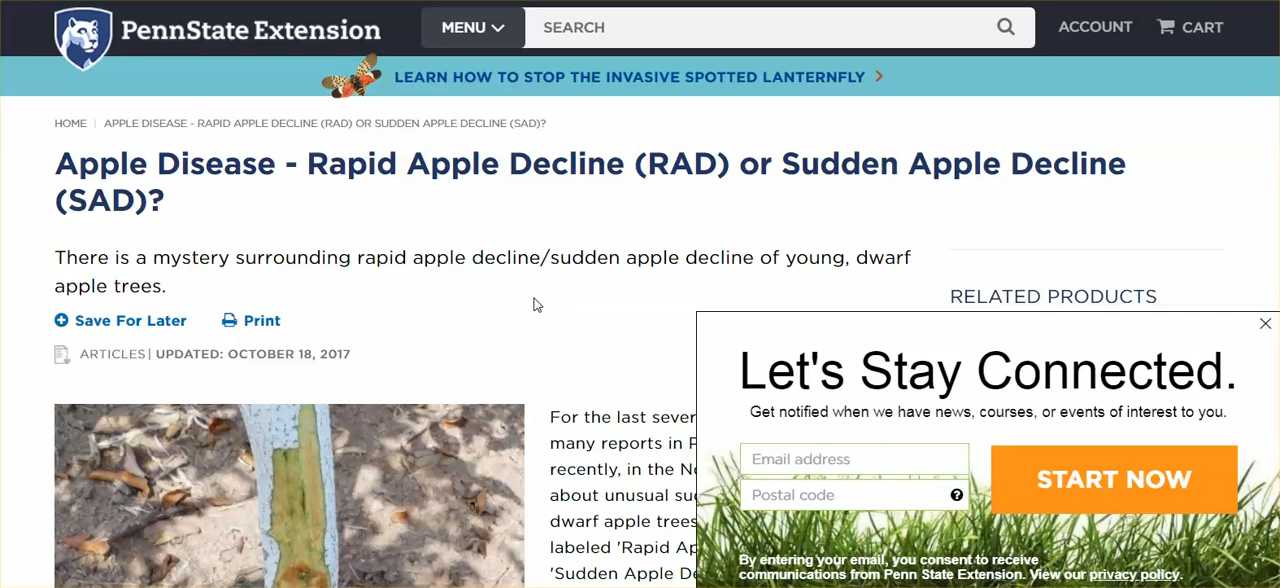 PennState Extension
MENU
SEARCH
ACCOUNT
CART
LEARN HOW TO STOP THE INVASIVE SPOTTED LANTERNFLY
HOME | APPLE DISEASE - RAPID APPLE DECLINE (RAD) OR SUDDEN APPLE DECLINE (SAD)?
Apple Disease - Rapid Apple Decline (RAD) or Sudden Apple Decline
(SAD)?
There is a mystery surrounding rapid apple decline/sudden apple decline of young, dwarf
apple trees.
Save For Later
Print
ARTICLES | UPDATED: OCTOBER 18, 2017
RELATED PRODUCTS
For the last sever
many reports in P
recently, in the No
about unusual su
dwarf apple trees
labeled 'Rapid Ap
'Sudden Apple De
Let's Stay Connected.
Get notified when we have news, courses, or events of interest to you.
Email address
Postal code
START NOW
By entering your email, you consent to receive
communications from Penn State Extension. View our privacy policy.